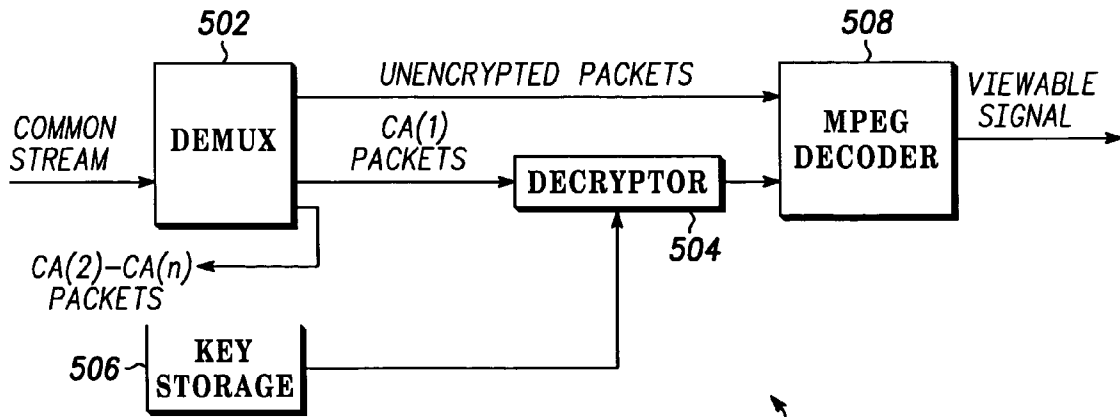 502
508
UNENCRYPTED PACKETS
VIEWABLE
SIGNAL
COMMON
STREAM
DEMUX
CA(1)
PACKETS
MPEG
DECODER
DECRYPTOR
504
CA(2)-CA(n)
PACKETS
506
KEY
STORAGE